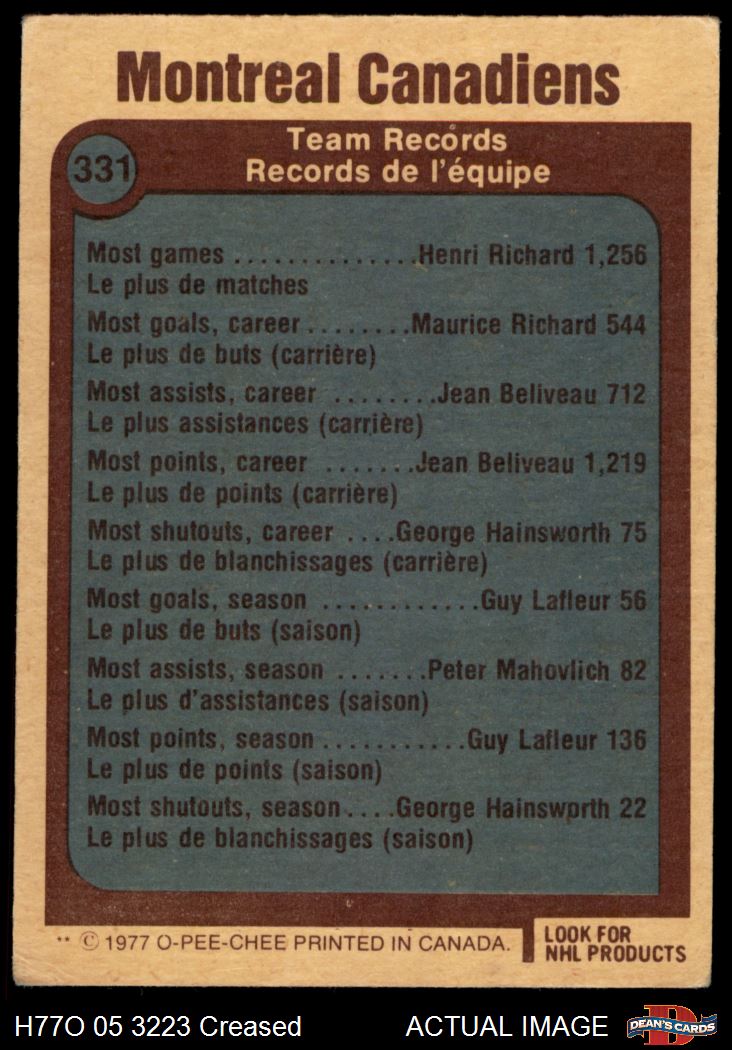 Montreal Canadiens
331
Team Records
Records de l'équipe
Most games ..............Henri Richard 1,256
Le plus de matches
Most goals, career ........Maurice Richard 544
Le plus de buts (carrière)
Most assists, career ........Jean Beliveau 712
Le plus assistances (carrière)
Most points, career .......Jean Beliveau 1,219
Le plus de points (carrière)
Most shutouts, career ....George Hainsworth 75
Le plus de blanchissages (carrière)
Most goals, season ............Guy Lafleur 56
Le plus de buts (saison)
Most assists, season .......Peter Mahovlich 82
Le plus d'assistances (saison)
Most points, season ...........Guy Lafleur 136
Le plus de points (saison)
Most shutouts, season ....George Hainsworth 22
Le plus de blanchissages (saison)
** © 1977 O-PEE-CHEE PRINTED IN CANADA.
LOOK FOR
NHL PRODUCTS
H77O 05 3223 Creased
ACTUAL IMAGE
D
DEAN'S CARDS